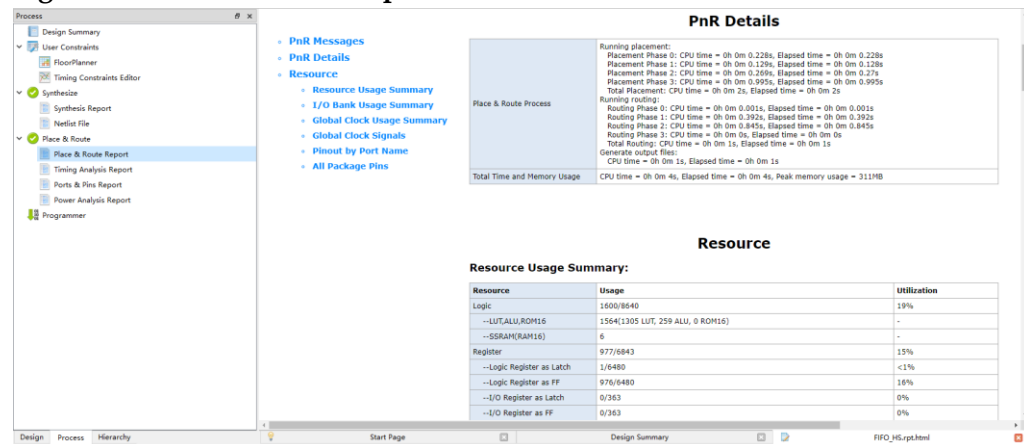 Process
Design Summary
User Constraints
FloorPlanner
Timing Constraints Editor
Synthesize
Synthesis Report
Netlist File
Place & Route
Place & Route Report
Timing Analysis Report
Ports & Pins Report
Power Analysis Report
Programmer
Design Process Hierarchy
PnR Messages
PnR Details
Resource
Resource Usage Summary
I/O Bank Usage Summary
Global Clock Usage Summary
Global Clock Signals
Pinout by Port Name
All Package Pins
PnR Details
Place & Route Process
Running placement:
Placement Phase 0: CPU time = 0h 0m 0.228s, Elapsed time = 0h 0m 0.228s
Placement Phase 1: CPU time = 0h 0m 0.129s, Elapsed time = 0h 0m 0.128s
Placement Phase 2: CPU time = 0h 0m 0.269s, Elapsed time = 0h 0m 0.27s
Placement Phase 3: CPU time = 0h 0m 0.995s, Elapsed time = 0h 0m 0.995s
Total Placement: CPU time = 0h 0m 2s, Elapsed time = 0h 0m 2s
Running routing:
Routing Phase 0: CPU time = 0h 0m 0.001s, Elapsed time = 0h 0m 0.001s
Routing Phase 1: CPU time = 0h 0m 0.392s, Elapsed time = 0h 0m 0.392s
Routing Phase 2: CPU time = 0h 0m 0.845s, Elapsed time = 0h 0m 0.845s
Routing Phase 3: CPU time = 0h 0m 0s, Elapsed time = 0h 0m 0s
Total Routing: CPU time = 0h 0m 1s, Elapsed time = 0h 0m 1s
Generate output files:
CPU time = 0h 0m 1s, Elapsed time = 0h 0m 1s
Total Time and Memory Usage CPU time = 0h 0m 4s, Elapsed time = 0h 0m 4s, Peak memory usage = 311MB
Resource
Resource Usage Summary:
Resource Usage Utilization
Logic 1600/8640 19%
--LUT,ALU,ROM16 1564(1305 LUT, 259 ALU, 0 ROM16) -
--SSRAM(RAM16) 6 -
Register 977/6843 15%
--Logic Register as Latch 1/6480 <1%
--Logic Register as FF 976/6480 16%
--I/O Register as Latch 0/363 0%
--I/O Register as FF 0/363 0%
Start Page Design Summary FIFO_HS.rpt.html